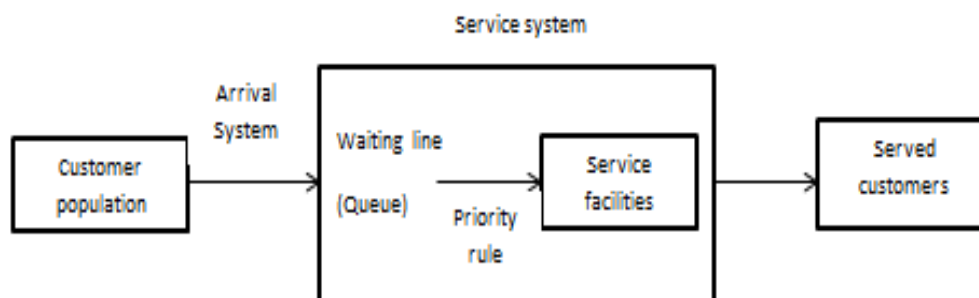 Service system
Arrival
System
Customer
population
Waiting line
(Queue)
Priority
rule
Service
facilities
Served
customers